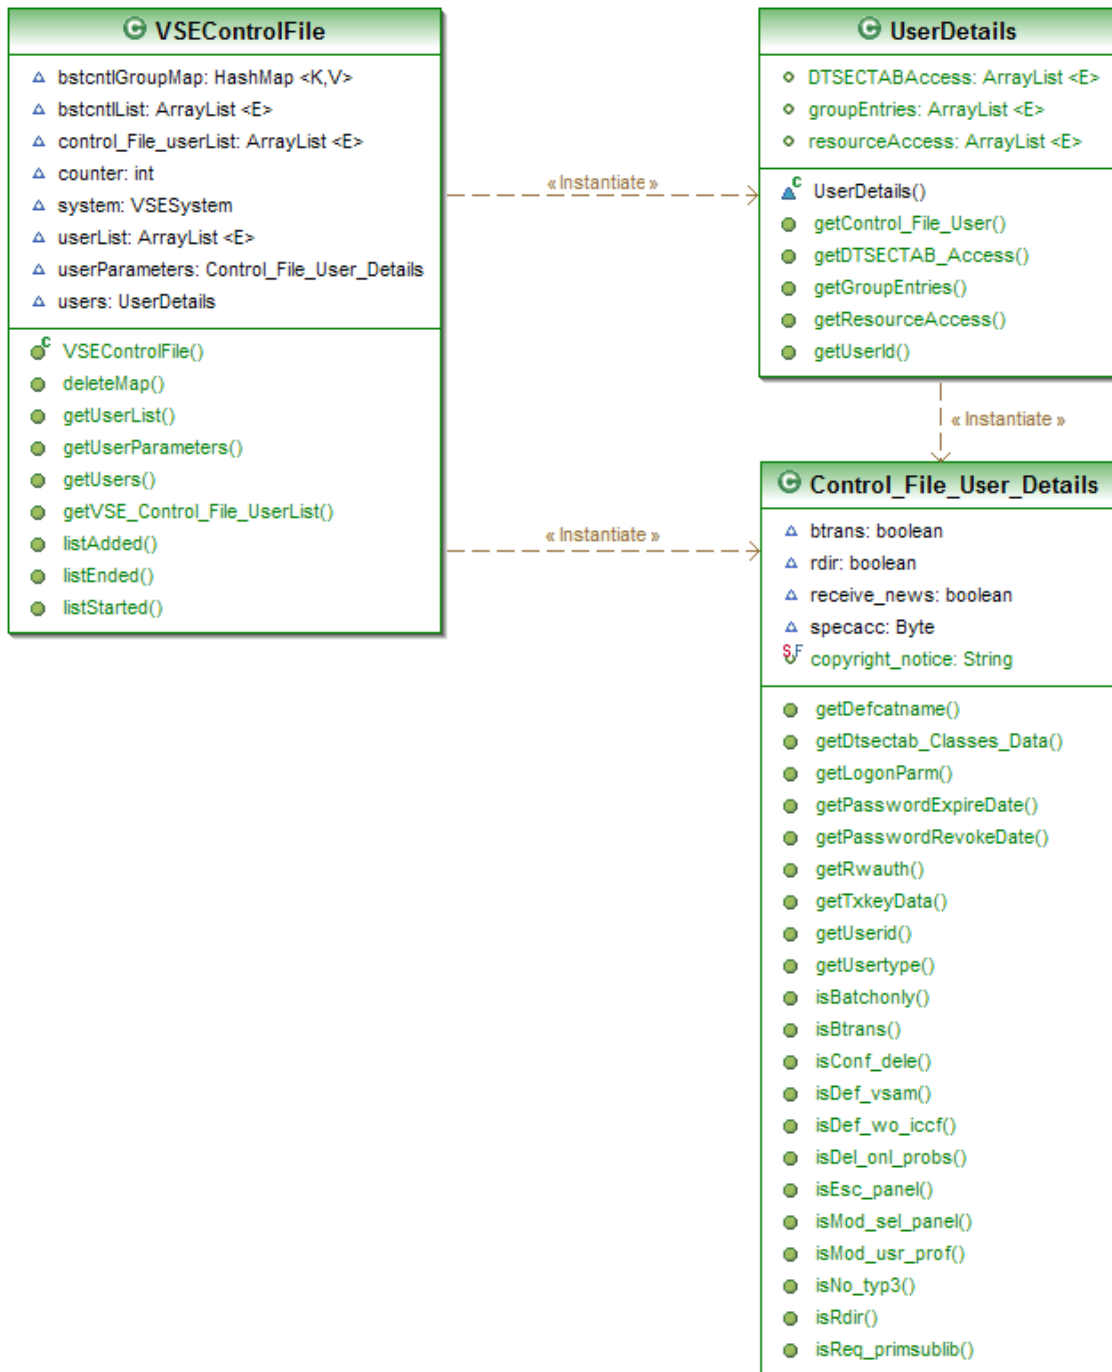 VSEControlFile
bstcntlGroupMap: HashMap <K,V>
bstcntlList: ArrayList <E>
control_File_userList: ArrayList <E>
counter: int
system: VSESystem
userList: ArrayList <E>
userParameters: Control_File_User_Details
users: UserDetails
VSEControlFile()
deleteMap()
getUserList()
getUserParameters()
getUsers()
getVSE_Control_File_UserList()
listAdded()
listEnded()
listStarted()
« Instantiate »
« Instantiate »
UserDetails
DTSECTABAccess: ArrayList <E>
groupEntries: ArrayList <E>
resourceAccess: ArrayList <E>
UserDetails()
getControl_File_User()
getDTSECTAB_Access()
getGroupEntries()
getResourceAccess()
getUserId()
« Instantiate »
Control_File_User_Details
btrans: boolean
rdir: boolean
receive_news: boolean
specacc: Byte
copyright_notice: String
getDefcatname()
getDtsectab_Classes_Data()
getLogonParm()
getPasswordExpireDate()
getPasswordRevokeDate()
getRwauth()
getTxkeyData()
getUserid()
getUsertype()
isBatchonly()
isBtrans()
isConf_dele()
isDef_vsam()
isDef_wo_iccf()
isDel_onl_probs()
isEsc_panel()
isMod_sel_panel()
isMod_usr_prof()
isNo_typ3()
isRdir()
isReq_primsublib()